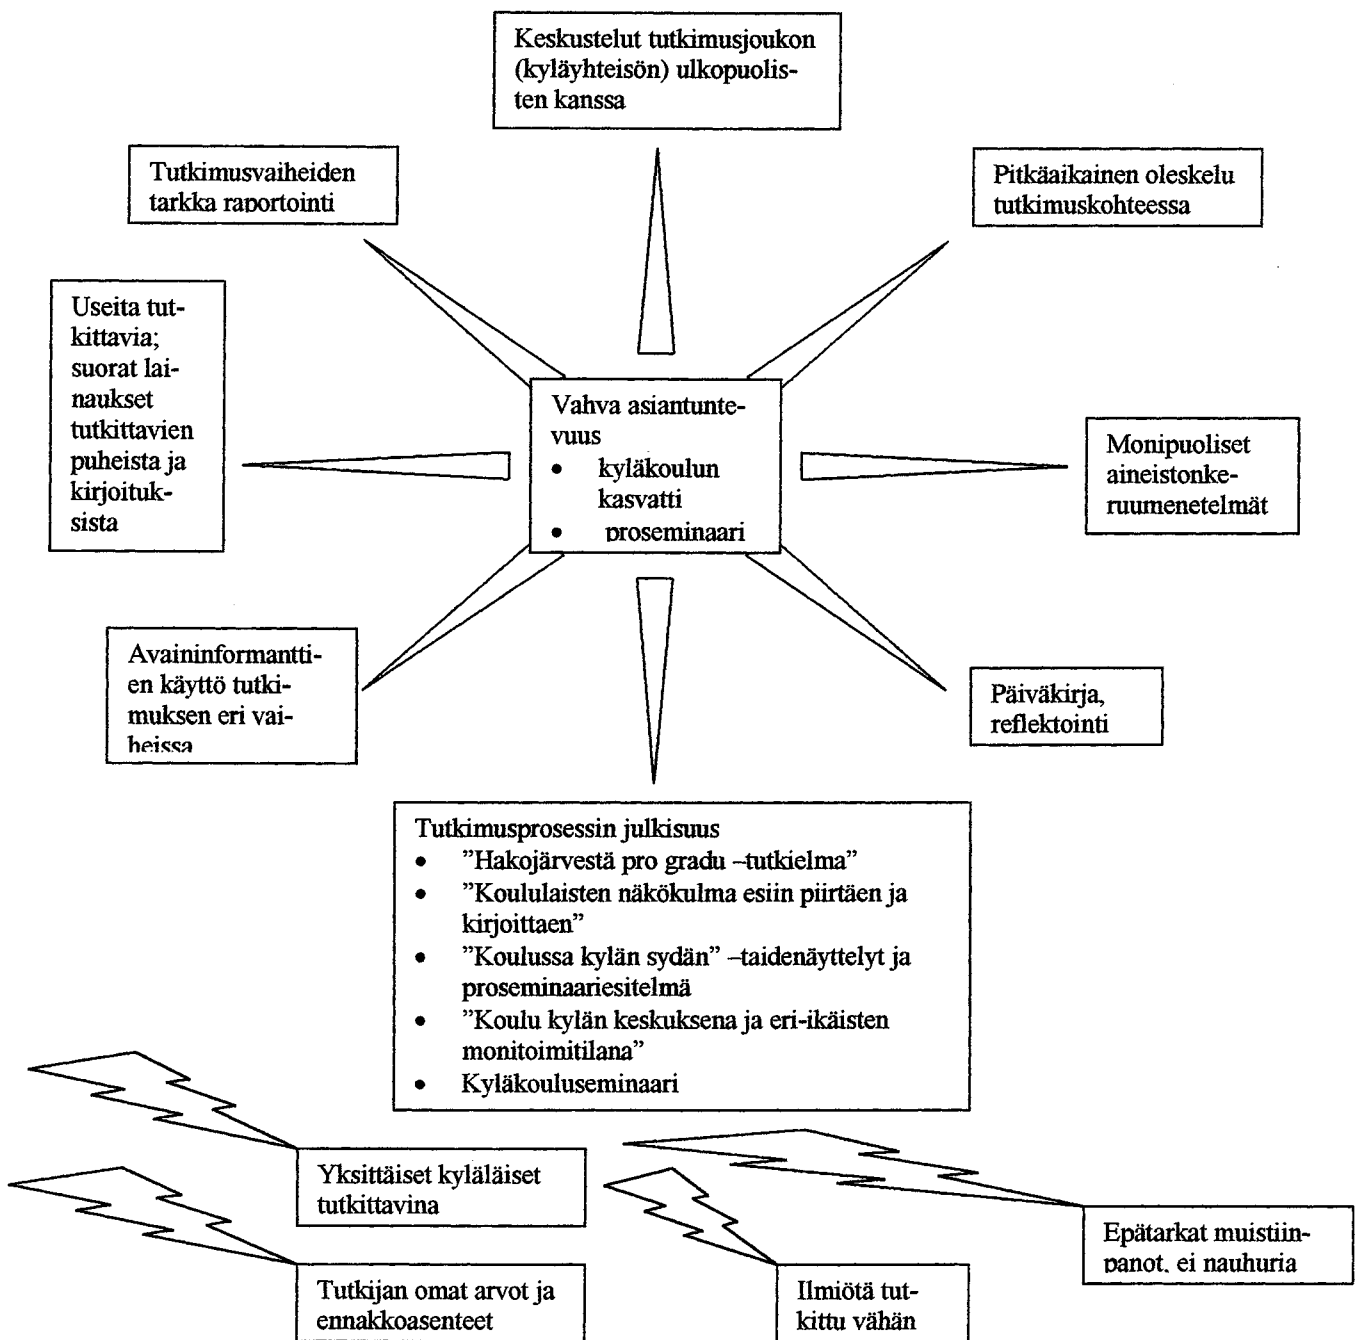 Keskustelut tutkimusjoukon
(kyläyhteisön) ulkopuolis-
ten kanssa
Tutkimusvaiheiden
tarkka raportointi
Pitkäaikainen oleskelu
tutkimuskohteessa
Useita tut-
kittavia;
suorat lai-
naukset
tutkittavien
puheista ja
kirjoituk-
sista
Vahva asiantunte-
vuus
• kyläkoulun
kasvatti
• proseminaari
Monipuoliset
aineistonke-
ruumenetelmät
Avaininformantti-
en käyttö tutki-
muksen eri vai-
heissa
Päiväkirja,
reflektointi
Tutkimusprosessin julkisuus
• ”Hakojärvestä pro gradu –tutkielma”
• ”Koululaisten näkökulma esiin piirtäen ja
kirjoittaen”
• ”Koulussa kylän sydän” –taidenäyttelyt ja
proseminaariesitelmä
• ”Koulu kylän keskuksena ja eri-ikäisten
monitoimitilana”
• Kyläkouluseminaari
Yksittäiset kyläläiset
tutkittavina
Epätarkat muistiin-
panot, ei nauhuria
Tutkijan omat arvot ja
ennakkoasenteet
Ilmiötä tut-
kittu vähän